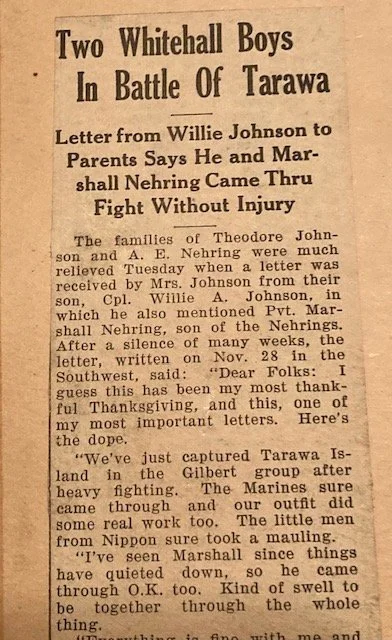 Two Whitehall Boys
In Battle Of Tarawa
Letter from Willie Johnson to
Parents Says He and Mar-
shall Nehring Came Thru
Fight Without Injury
The families of Theodore John-
son and A. E. Nehring were much
relieved Tuesday when a letter was
received by Mrs. Johnson from their
son, Cpl. Willie A. Johnson, in
which he also mentioned Pvt. Mar-
shall Nehring, son of the Nehrings.
After a silence of many weeks, the
letter, written on Nov. 28 in the
Southwest, said: "Dear Folks: I
guess this has been my most thank-
ful Thanksgiving, and this, one of
my most important letters. Here's
the dope.
"We've just captured Tarawa Is-
land in the Gilbert group after
heavy fighting. The Marines sure
came through and our outfit did
some real work too. The little men
from Nippon sure took a mauling.
"I've seen Marshall since things
have quieted down, so he came
through O.K. too. Kind of swell to
be together through the whole
thing.
"Everything is fine with me and